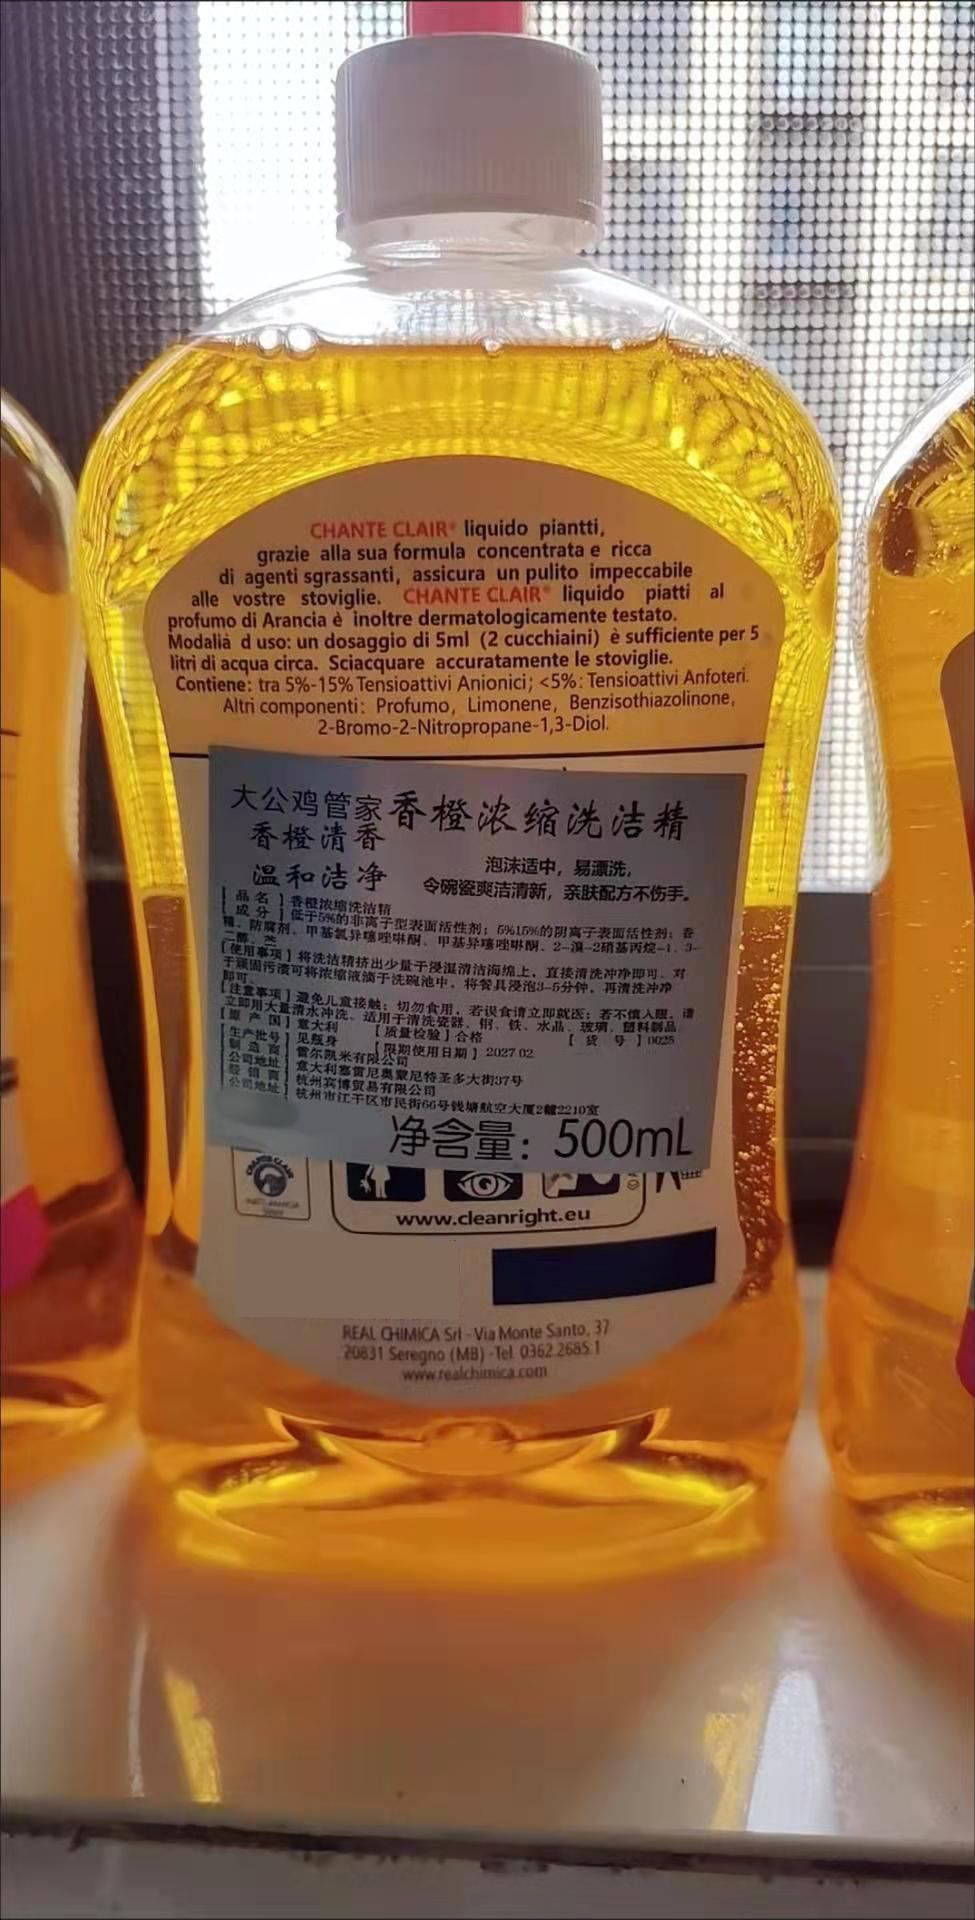 CHANTE CLAIR® liquido piantti,
grazie alla sua formula concentrata e ricca
di agenti sgrassanti, assicura un pulito impeccabile
alle vostre stoviglie. CHANTE CLAIR® liquido piatti al
profumo di Arancia è inoltre dermatologicamente testato.
Modalià d uso: un dosaggio di 5ml (2 cucchiaini) è sufficiente per 5
litri di acqua circa. Sciacquare accuratamente le stoviglie.
Contiene: tra 5%-15% Tensioattivi Anionici; <5%: Tensioattivi Anfoteri.
Altri componenti: Profumo, Limonene, Benzisothiazolinone,
2-Bromo-2-Nitropropane-1,3-Diol.
大公鸡管家香橙浓缩洗洁精
香橙清香
温和洁净
泡沫适中，易漂洗，
令碗瓷爽洁清新，亲肤配方不伤手。
[品名] 香橙浓缩洗洁精
[成分] 低于5%的非离子型表面活性剂；5%15%的阴离子表面活性剂；香
精、防腐剂、甲基氯异噻唑啉酮、甲基异噻唑啉酮、2-溴-2硝基丙烷-1、3-
二醇、
[使用事项] 将洗洁精挤出少量于浸湿清洁海绵上，直接清洗冲净即可。对
于顽固污渍可将浓缩液滴于洗碗池中，将餐具浸泡3-5分钟，再清洗冲净
即可。
[注意事项] 避免儿童接触；切勿食用，若误食请立即就医；若不慎入眼，请
立即用大量清水冲洗。适用于清洗瓷器、钢、铁、水晶、玻璃、塑料制品
[原产国] 意大利 [质量检验] 合格 [货号] 0025
[生产批号] 见瓶身 [限期使用日期] 2027 02
制造商] 雷尔凯米有限公司
公司地址 意大利塞雷尼奥蒙尼特圣多大街37号
经销商] 杭州宾博贸易有限公司
公司地址] 杭州市江干区市民街66号钱塘航空大厦2幢2210室
净含量：500mL
CHANTE CLAIR
PIATTI ARANCIA
www.cleanright.eu
REAL CHIMICA Srl - Via Monte Santo, 37
20831 Seregno (MB) - Tel. 0362.2685.1
www.realchimica.com